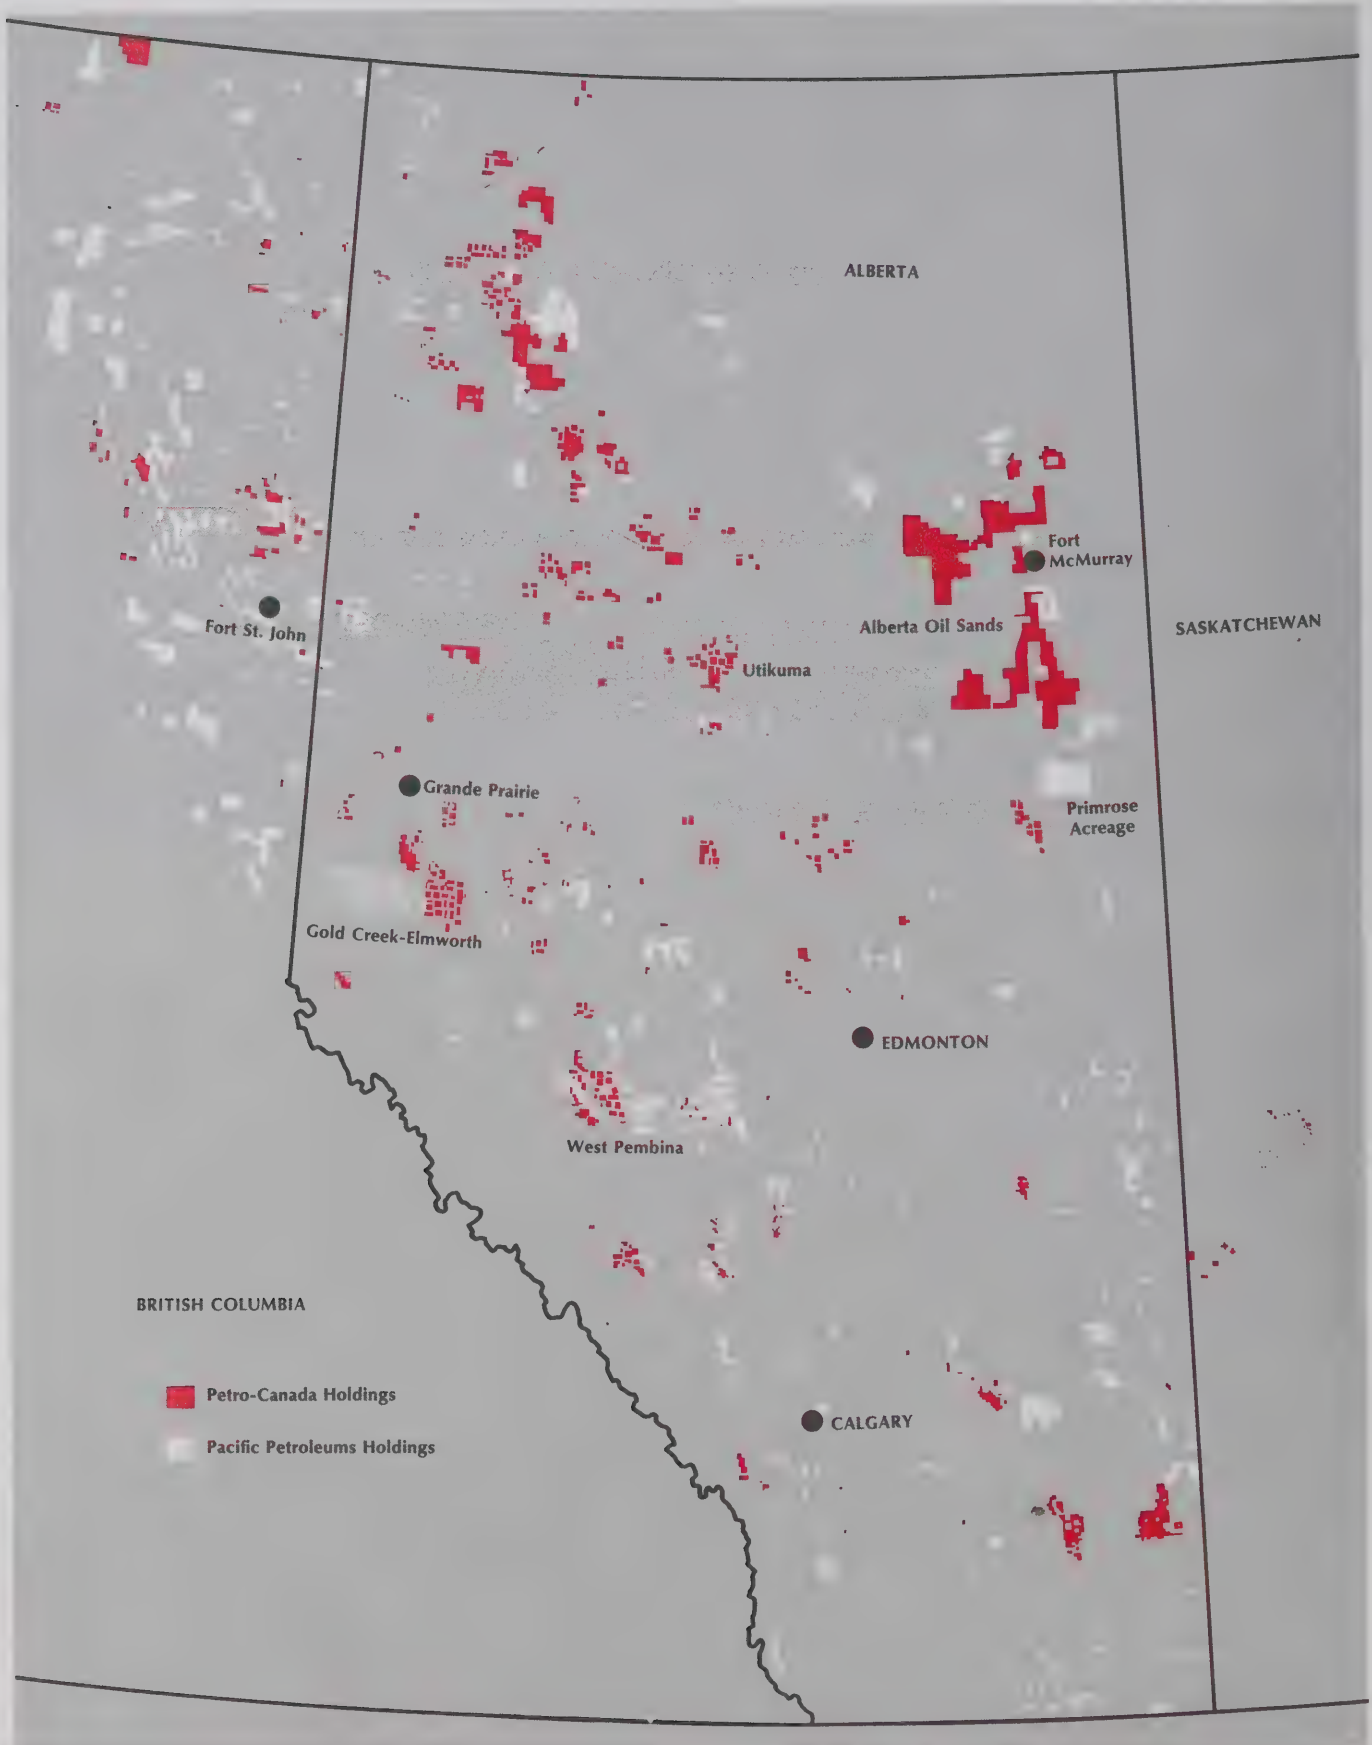 ALBERTA
Fort
McMurray
Fort St. John
Alberta Oil Sands
SASKATCHEWAN
Utikuma
Grande Prairie
Primrose
Acreage
Gold Creek-Elmworth
EDMONTON
West Pembina
BRITISH COLUMBIA
Petro-Canada Holdings
CALGARY
Pacific Petroleums Holdings